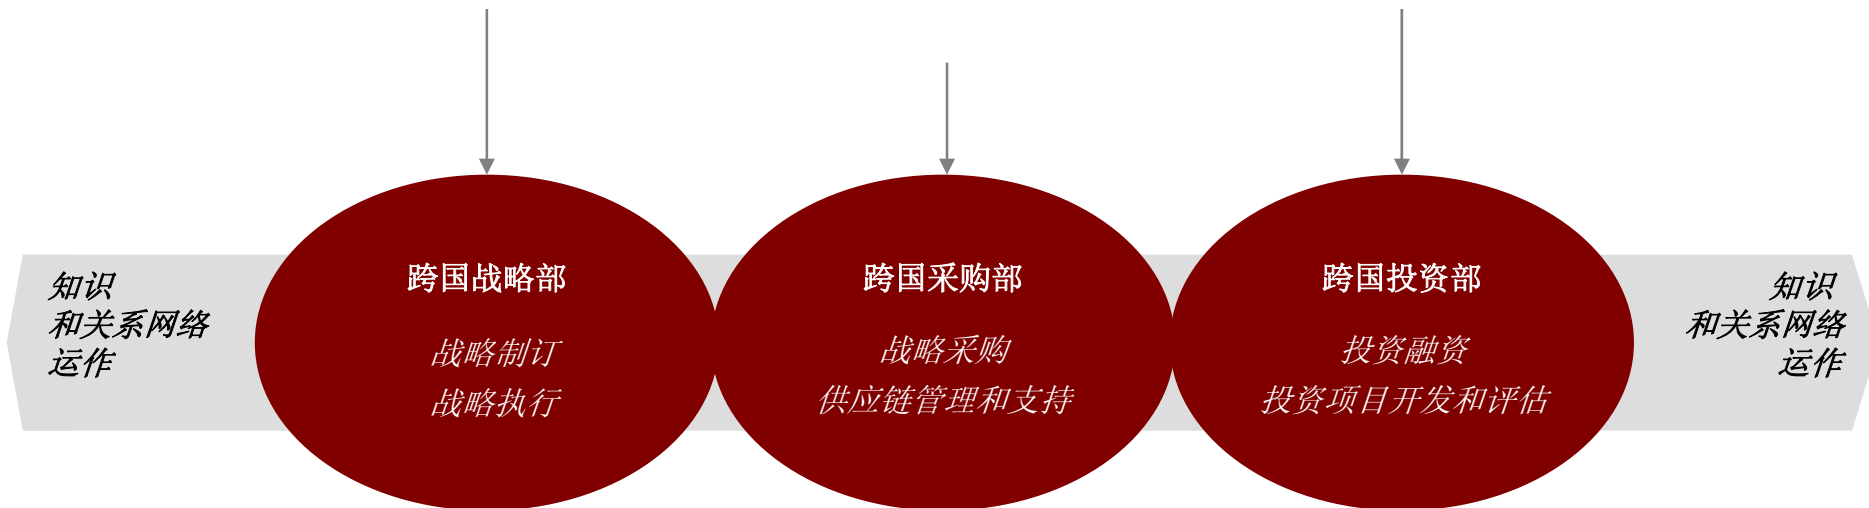 知识
和关系网络
运作
跨国战略部
战略制订
战略执行
跨国采购部
战略采购
供应链管理和支持
跨国投资部
投资融资
投资项目开发和评估
知识
和关系网络
运作